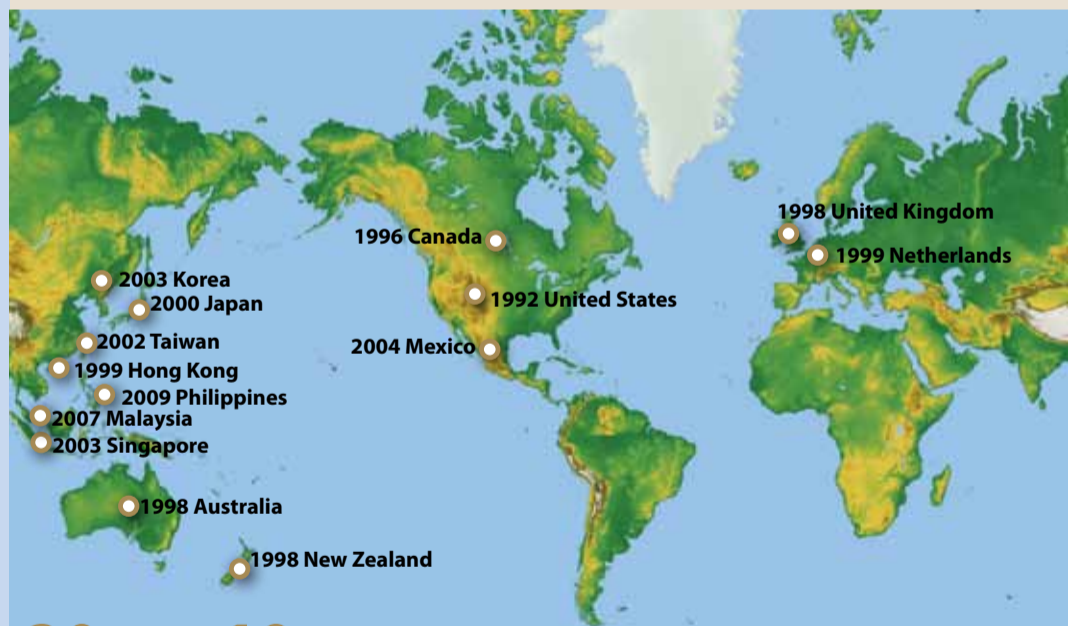 1998 United Kingdom
1996 Canada
1999 Netherlands
2003 Korea
1992 United States
2000 Japan
2002 Taiwan
2004 Mexico
1999 Hong Kong
2009 Philippines
2007 Malaysia
2003 Singapore
1998 Australia
1998 New Zealand